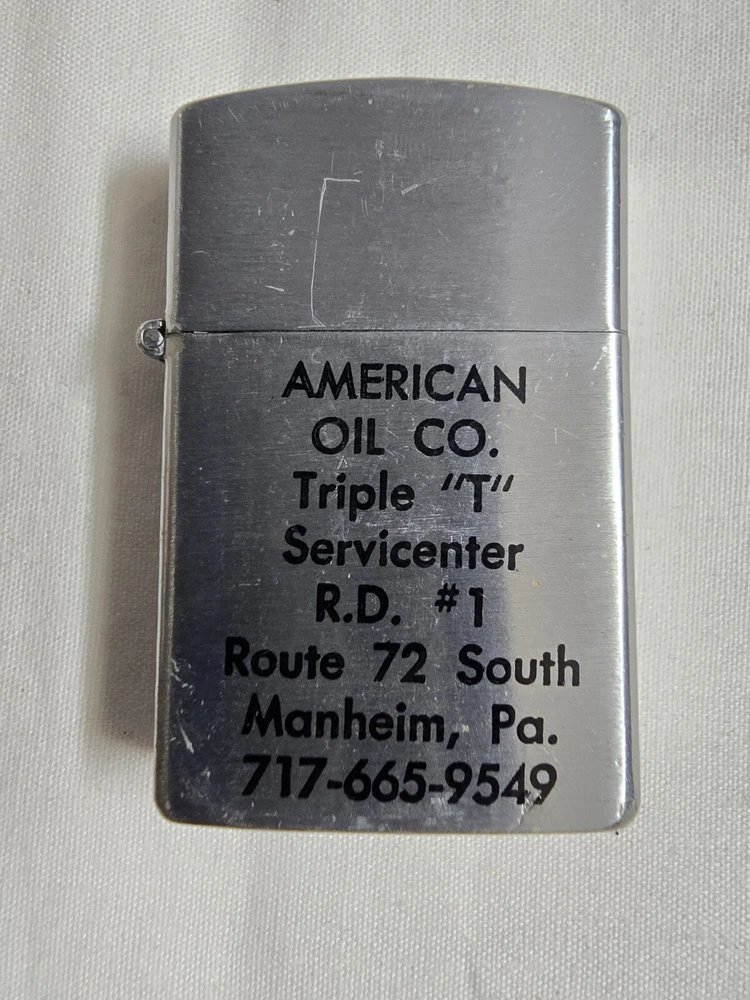 AMERICAN
OIL CO.
Triple "T"
Servicenter
R.D. #1
Route 72 South
Manheim, Pa.
717-665-9549